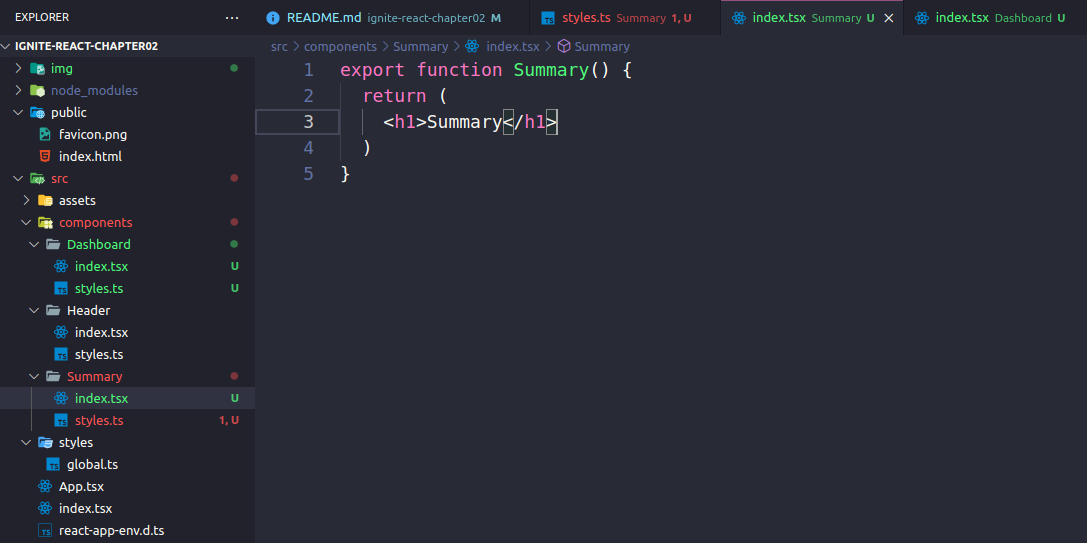 EXPLORER ...
IGNITE-REACT-CHAPTER02
img
node_modules
public
favicon.png
index.html
src
assets
components
Dashboard
index.tsx U
styles.ts U
Header
index.tsx
styles.ts
Summary
index.tsx U
styles.ts 1, U
styles
global.ts
App.tsx
index.tsx
react-app-env.d.ts
README.md ignite-react-chapter02 M
styles.ts Summary 1, U
index.tsx Summary U
index.tsx Dashboard U
src > components > Summary > index.tsx > Summary
1 export function Summary() {
2 return (
3 <h1>Summary</h1>
4 )
5 }